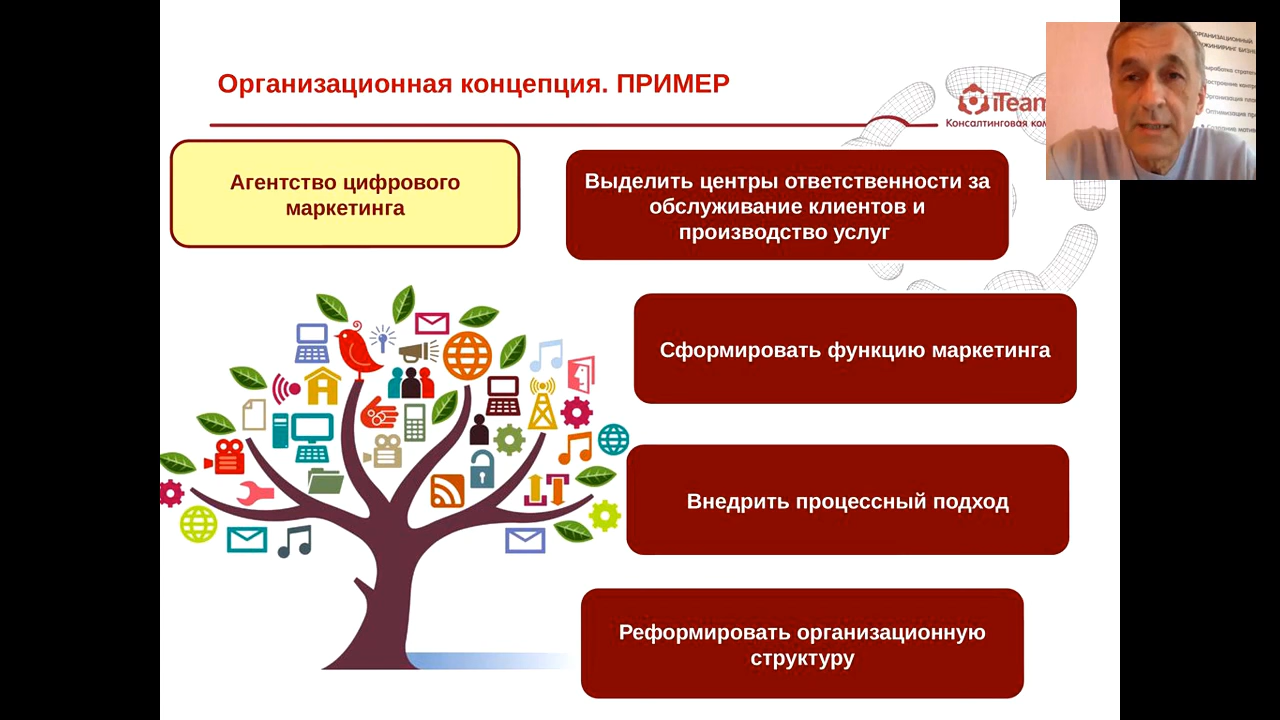 Организационная концепция. ПРИМЕР
iTeam
Консалтинговая
Агентство цифрового
маркетинга
Выделить центры ответственности за
обслуживание клиентов и
производство услуг
Сформировать функцию маркетинга
Внедрить процессный подход
Реформировать организационную
структуру